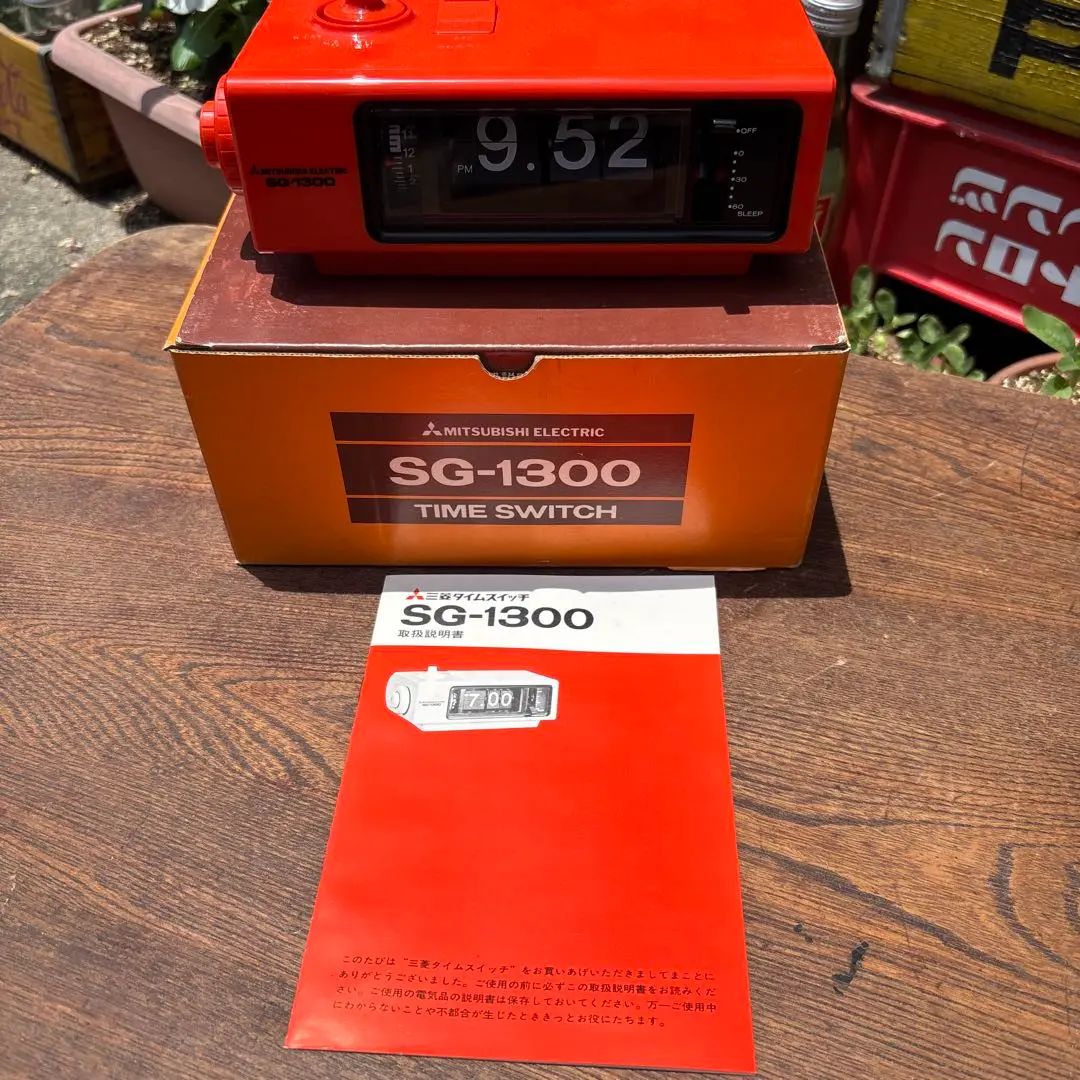 MITSUBISHI ELECTRIC
SG-1300
12
1
PM
9.52
OFF
0
30
60
SLEEP
MITSUBISHI ELECTRIC
SG-1300
TIME SWITCH
三菱タイムスイッチ
SG-1300
取扱説明書
7 00
このたびは“三菱タイムスイッチ”をお買いあげいただきましてまことに
ありがとうございました。ご使用の前に必ずこの取扱説明書をお読みくだ
さい。ご使用の電気品の説明書は保存しておいてください。万一ご使用中
にわからないことや不都合が生じたとききっとお役にたちます。